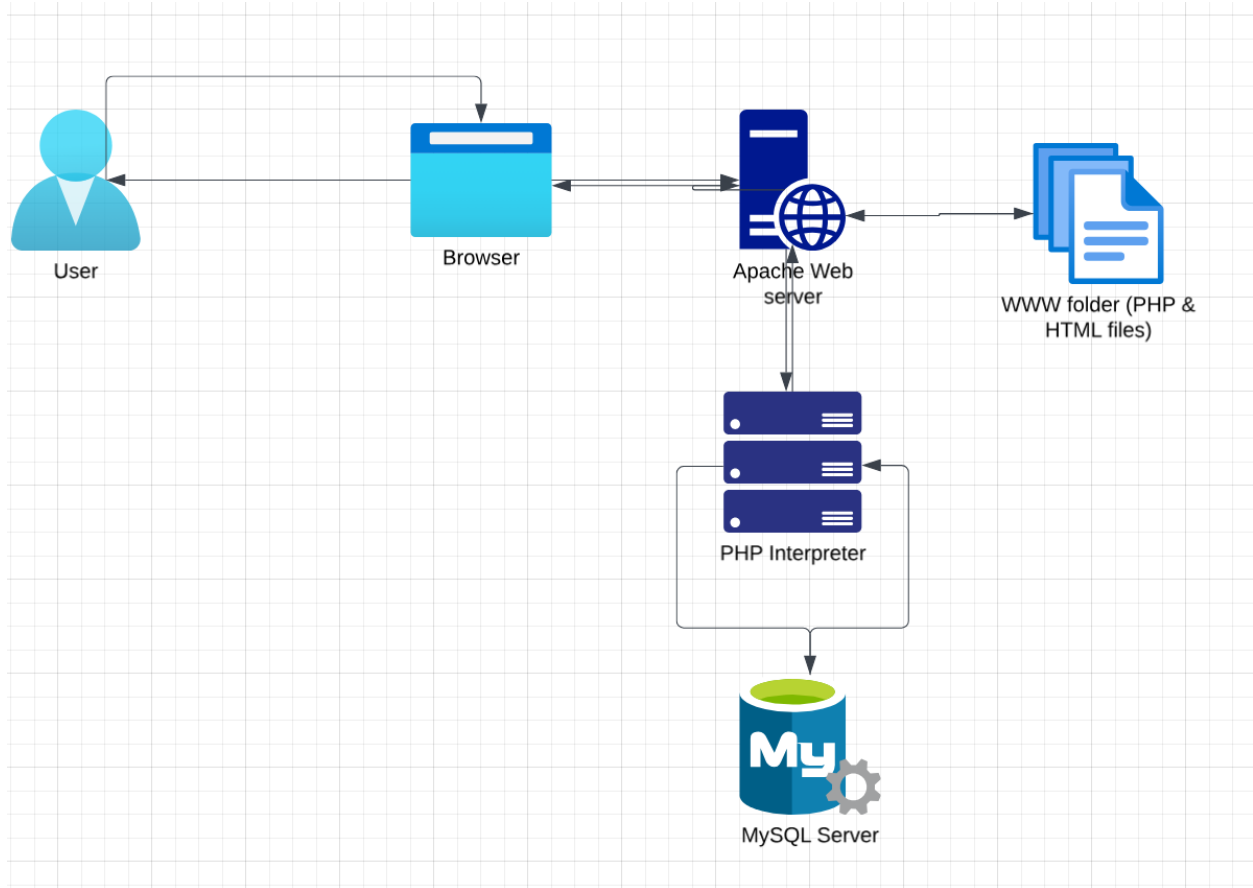 User
Browser
Apache Web
server
WWW folder (PHP &
HTML files)
PHP Interpreter
My
MySQL Server